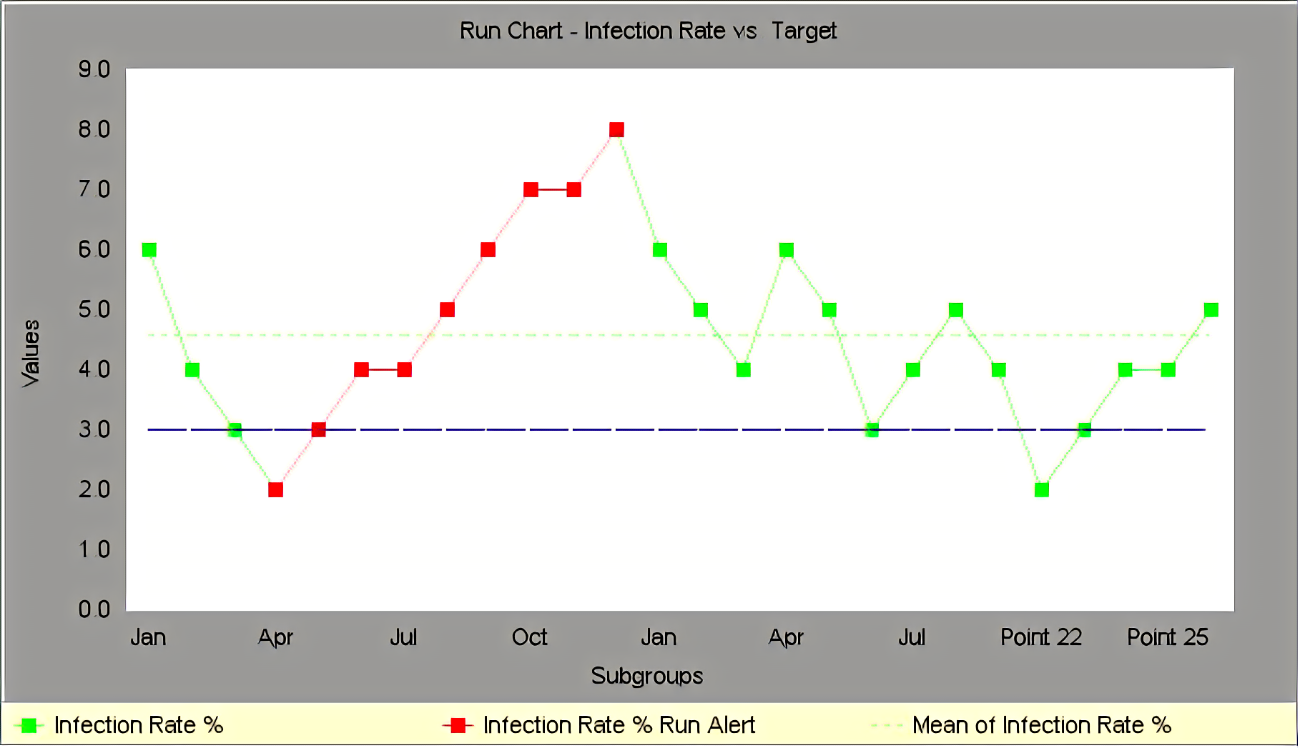 Run Chart - Infection Rate vs Target
9.0
8.0
7.0
6.0
5.0
4.0
3.0
2.0
1.0
0.0
Values
Jan Apr Jul Oct Jan Apr Jul Point 22 Point 25
Subgroups
Infection Rate % Infection Rate % Run Alert Mean of Infection Rate %